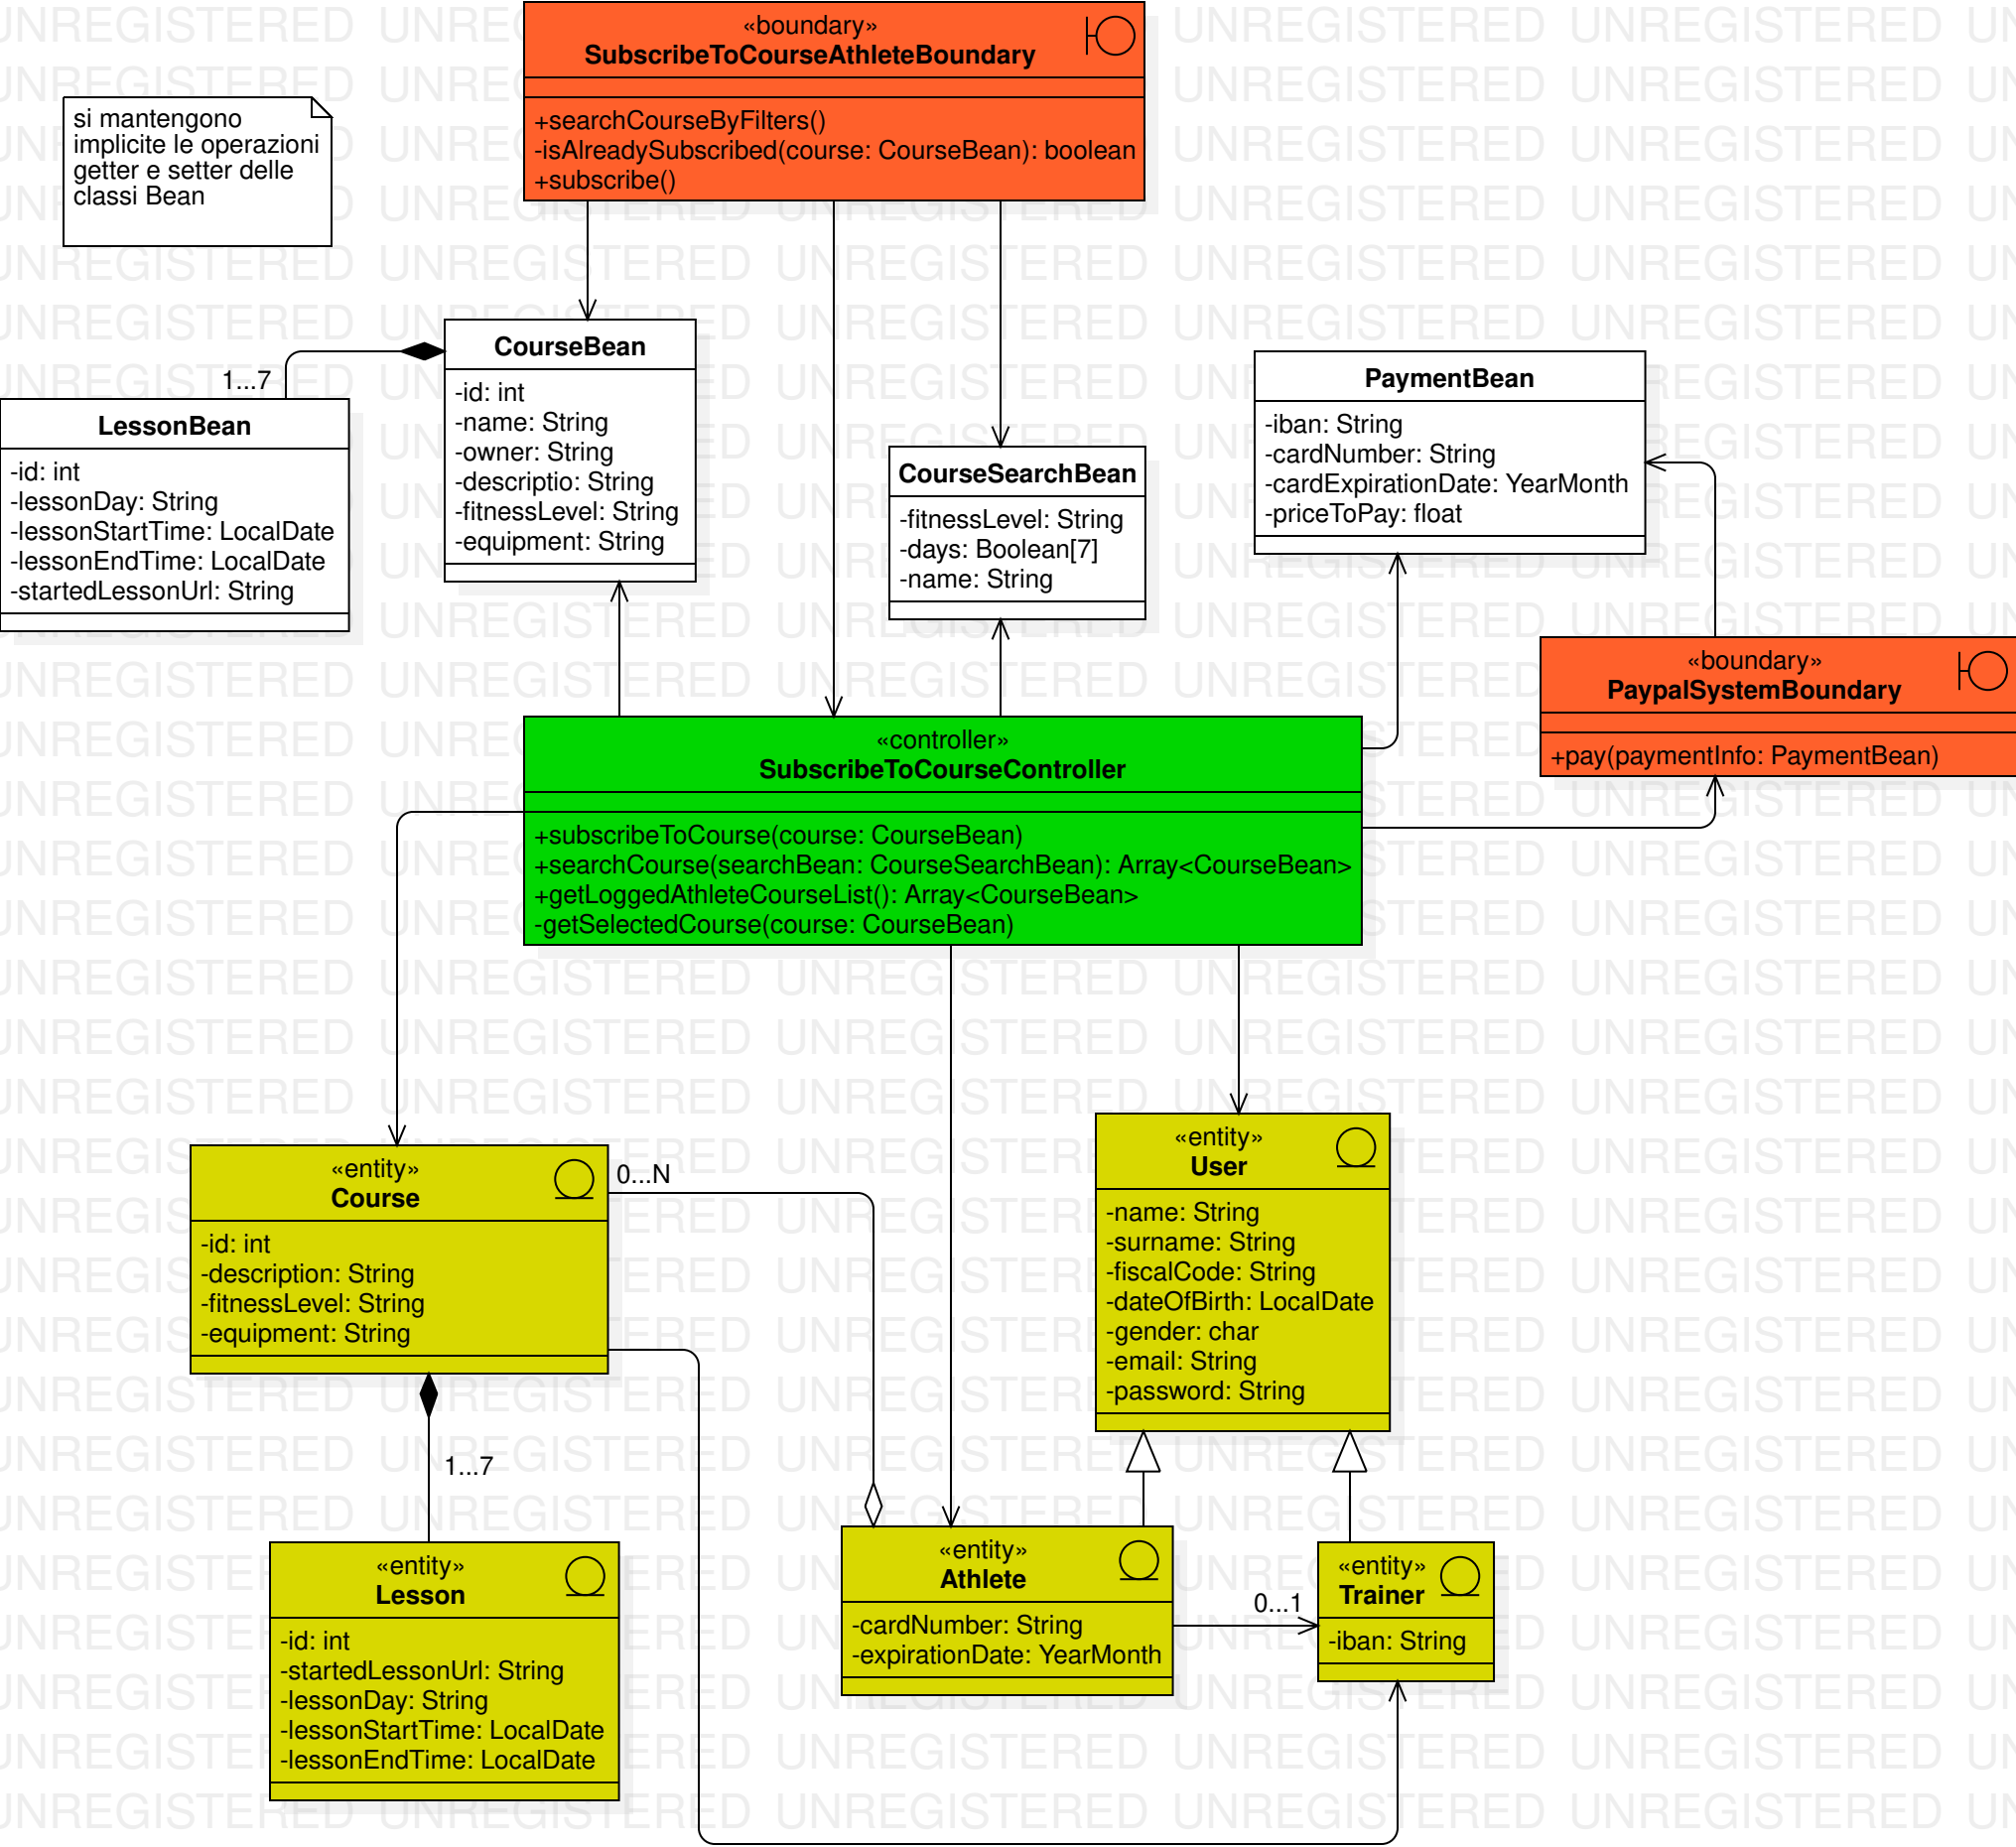 «boundary»
SubscribeToCourseAthleteBoundary
+searchCourseByFilters()
-isAlreadySubscribed(course: CourseBean): boolean
+subscribe()
si mantengono
implicite le operazioni
getter e setter delle
classi Bean
CourseBean
-id: int
-name: String
-owner: String
-descriptio: String
-fitnessLevel: String
-equipment: String
1...7
LessonBean
-id: int
-lessonDay: String
-lessonStartTime: LocalDate
-lessonEndTime: LocalDate
-startedLessonUrl: String
CourseSearchBean
-fitnessLevel: String
-days: Boolean[7]
-name: String
PaymentBean
-iban: String
-cardNumber: String
-cardExpirationDate: YearMonth
-priceToPay: float
«boundary»
PaypalSystemBoundary
+pay(paymentInfo: PaymentBean)
«controller»
SubscribeToCourseController
+subscribeToCourse(course: CourseBean)
+searchCourse(searchBean: CourseSearchBean): Array<CourseBean>
+getLoggedAthleteCourseList(): Array<CourseBean>
-getSelectedCourse(course: CourseBean)
«entity»
Course
-id: int
-description: String
-fitnessLevel: String
-equipment: String
0...N
«entity»
User
-name: String
-surname: String
-fiscalCode: String
-dateOfBirth: LocalDate
-gender: char
-email: String
-password: String
1...7
«entity»
Lesson
-id: int
-startedLessonUrl: String
-lessonDay: String
-lessonStartTime: LocalDate
-lessonEndTime: LocalDate
«entity»
Athlete
-cardNumber: String
-expirationDate: YearMonth
0...1
«entity»
Trainer
-iban: String
UNREGISTERED